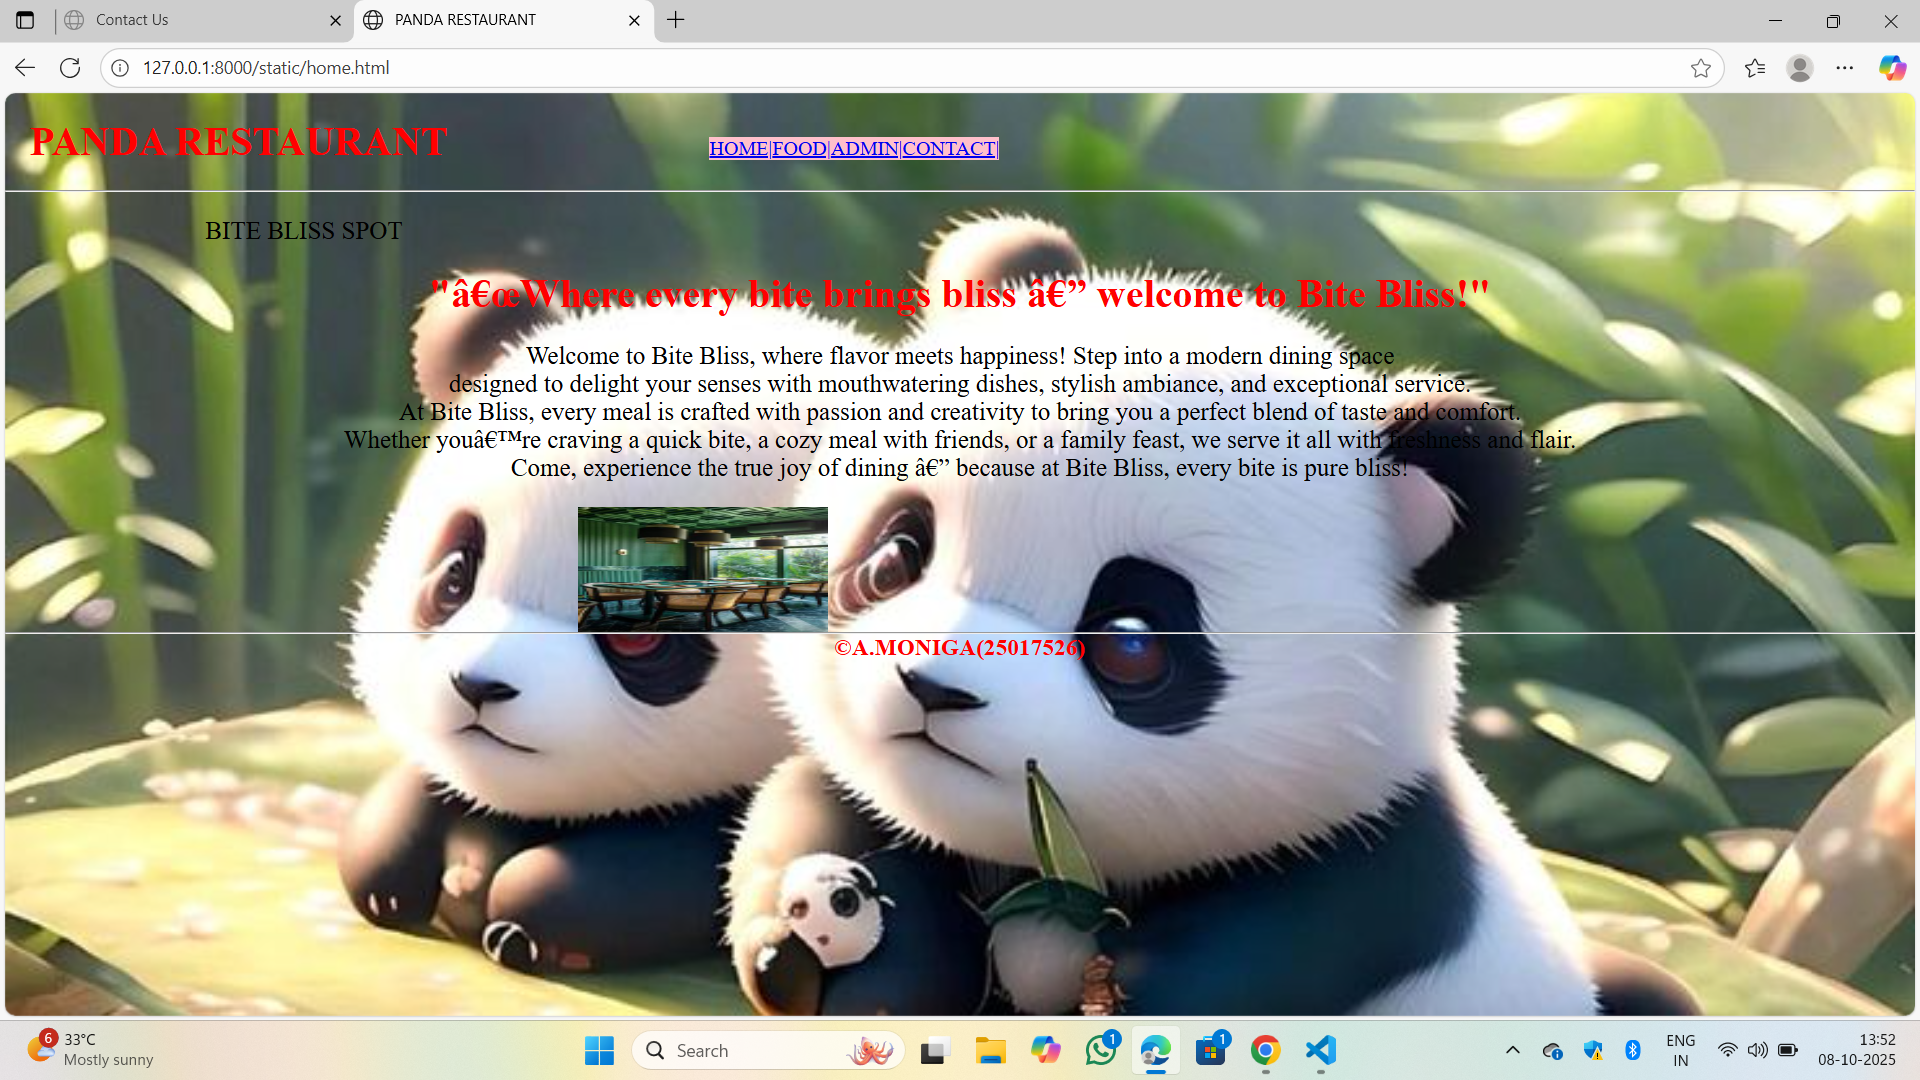 Contact Us
PANDA RESTAURANT
127.0.0.1:8000/static/home.html
PANDA RESTAURANT
HOME|FOOD|ADMIN|CONTACT|
BITE BLISS SPOT
"â€œWhere every bite brings bliss â€” welcome to Bite Bliss!"
Welcome to Bite Bliss, where flavor meets happiness! Step into a modern dining space
designed to delight your senses with mouthwatering dishes, stylish ambiance, and exceptional service.
At Bite Bliss, every meal is crafted with passion and creativity to bring you a perfect blend of taste and comfort.
Whether youâ€™re craving a quick bite, a cozy meal with friends, or a family feast, we serve it all with freshness and flair.
Come, experience the true joy of dining â€” because at Bite Bliss, every bite is pure bliss!
©A.MONIGA(25017526)
6
33°C
Mostly sunny
Search
1
1
ENG
IN
13:52
08-10-2025